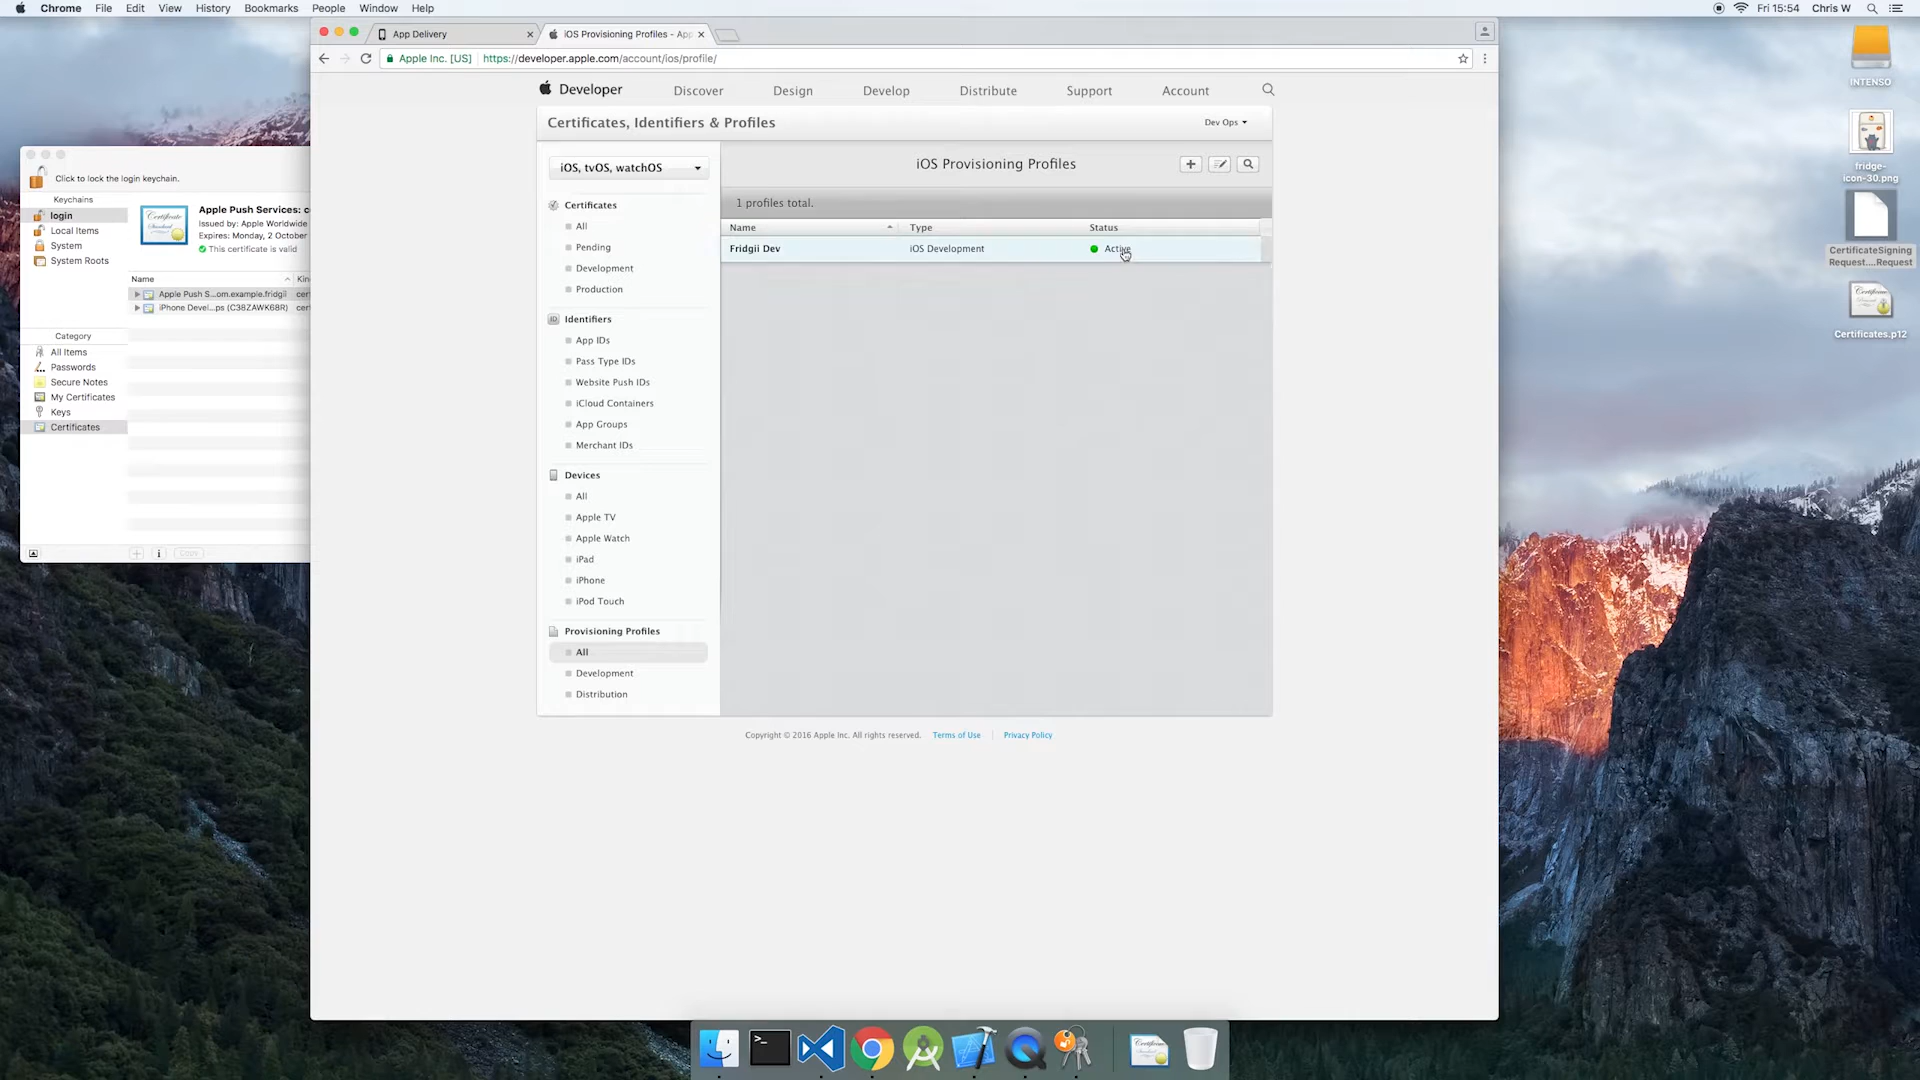 Chrome File Edit View History Bookmarks People Window Help
Fri 15:54 Chris W
App Delivery
iOS Provisioning Profiles - App
Apple Inc. [US] https://developer.apple.com/account/ios/profile/
Developer Discover Design Develop Distribute Support Account
Certificates, Identifiers & Profiles
Dev Ops
iOS, tvOS, watchOS
Certificates
All
Pending
Development
Production
Identifiers
App IDs
Pass Type IDs
Website Push IDs
iCloud Containers
App Groups
Merchant IDs
Devices
All
Apple TV
Apple Watch
iPad
iPhone
iPod Touch
Provisioning Profiles
All
Development
Distribution
iOS Provisioning Profiles
1 profiles total.
Name Type Status
Fridgii Dev iOS Development Active
Copyright © 2016 Apple Inc. All rights reserved. Terms of Use Privacy Policy
Click to lock the login keychain.
Keychains
login
Local Items
System
System Roots
Category
All Items
Passwords
Secure Notes
My Certificates
Keys
Certificates
Apple Push Services: c
Issued by: Apple Worldwide
Expires: Monday, 2 October
This certificate is valid
Name Kin
Apple Push S...om.example.fridgii cer
iPhone Devel...ps (C38ZAWK68R) cer
Copy
INTENSO
fridge-
icon-30.png
CertificateSigning
Request....Request
Certificates.p12